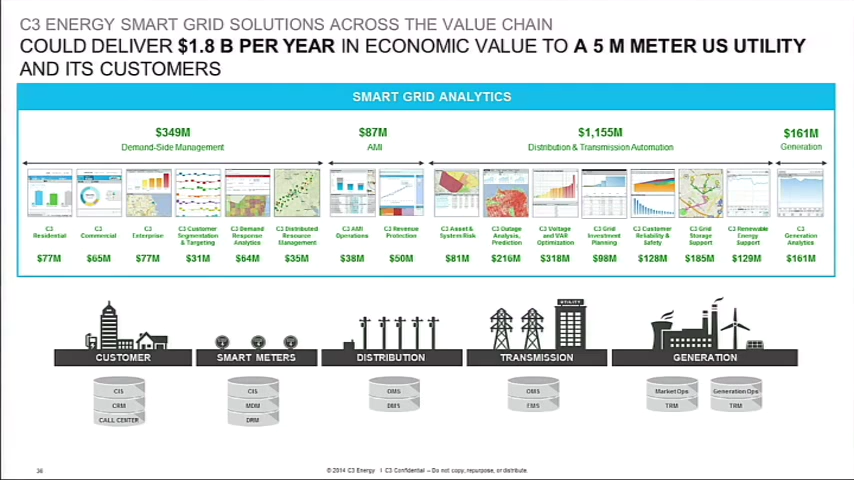 C3 ENERGY SMART GRID SOLUTIONS ACROSS THE VALUE CHAIN
COULD DELIVER $1.8 B PER YEAR IN ECONOMIC VALUE TO A 5 M METER US UTILITY
AND ITS CUSTOMERS
SMART GRID ANALYTICS
$349M
Demand-Side Management
$87M
AMI
$1,155M
Distribution & Transmission Automation
$161M
Generation
C3
Residential
$77M
C3
Commercial
$65M
C3
Enterprise
$77M
C3 Customer
Segmentation
& Targeting
$31M
C3 Demand
Response
Analytics
$64M
C3 Distributed
Resource
Management
$35M
C3 AMI
Operations
$38M
C3 Revenue
Protection
$50M
C3 Asset &
System Risk
$81M
C3 Outage
Analysis,
Prediction
$216M
C3 Voltage
and VAR
Optimization
$318M
C3 Grid
Investment
Planning
$98M
C3 Customer
Reliability &
Safety
$128M
C3 Grid
Storage
Support
$185M
C3 Renewable
Energy
Support
$129M
C3
Generation
Analytics
$161M
UTILITY
CUSTOMER
SMART METERS
DISTRIBUTION
TRANSMISSION
GENERATION
CIS
CRM
CALL CENTER
CIS
MDM
DRM
OMS
DMS
OMS
EMS
Market Ops
TRM
Generation Ops
TRM
36
© 2014 C3 Energy | C3 Confidential – Do not copy, repurpose, or distribute.